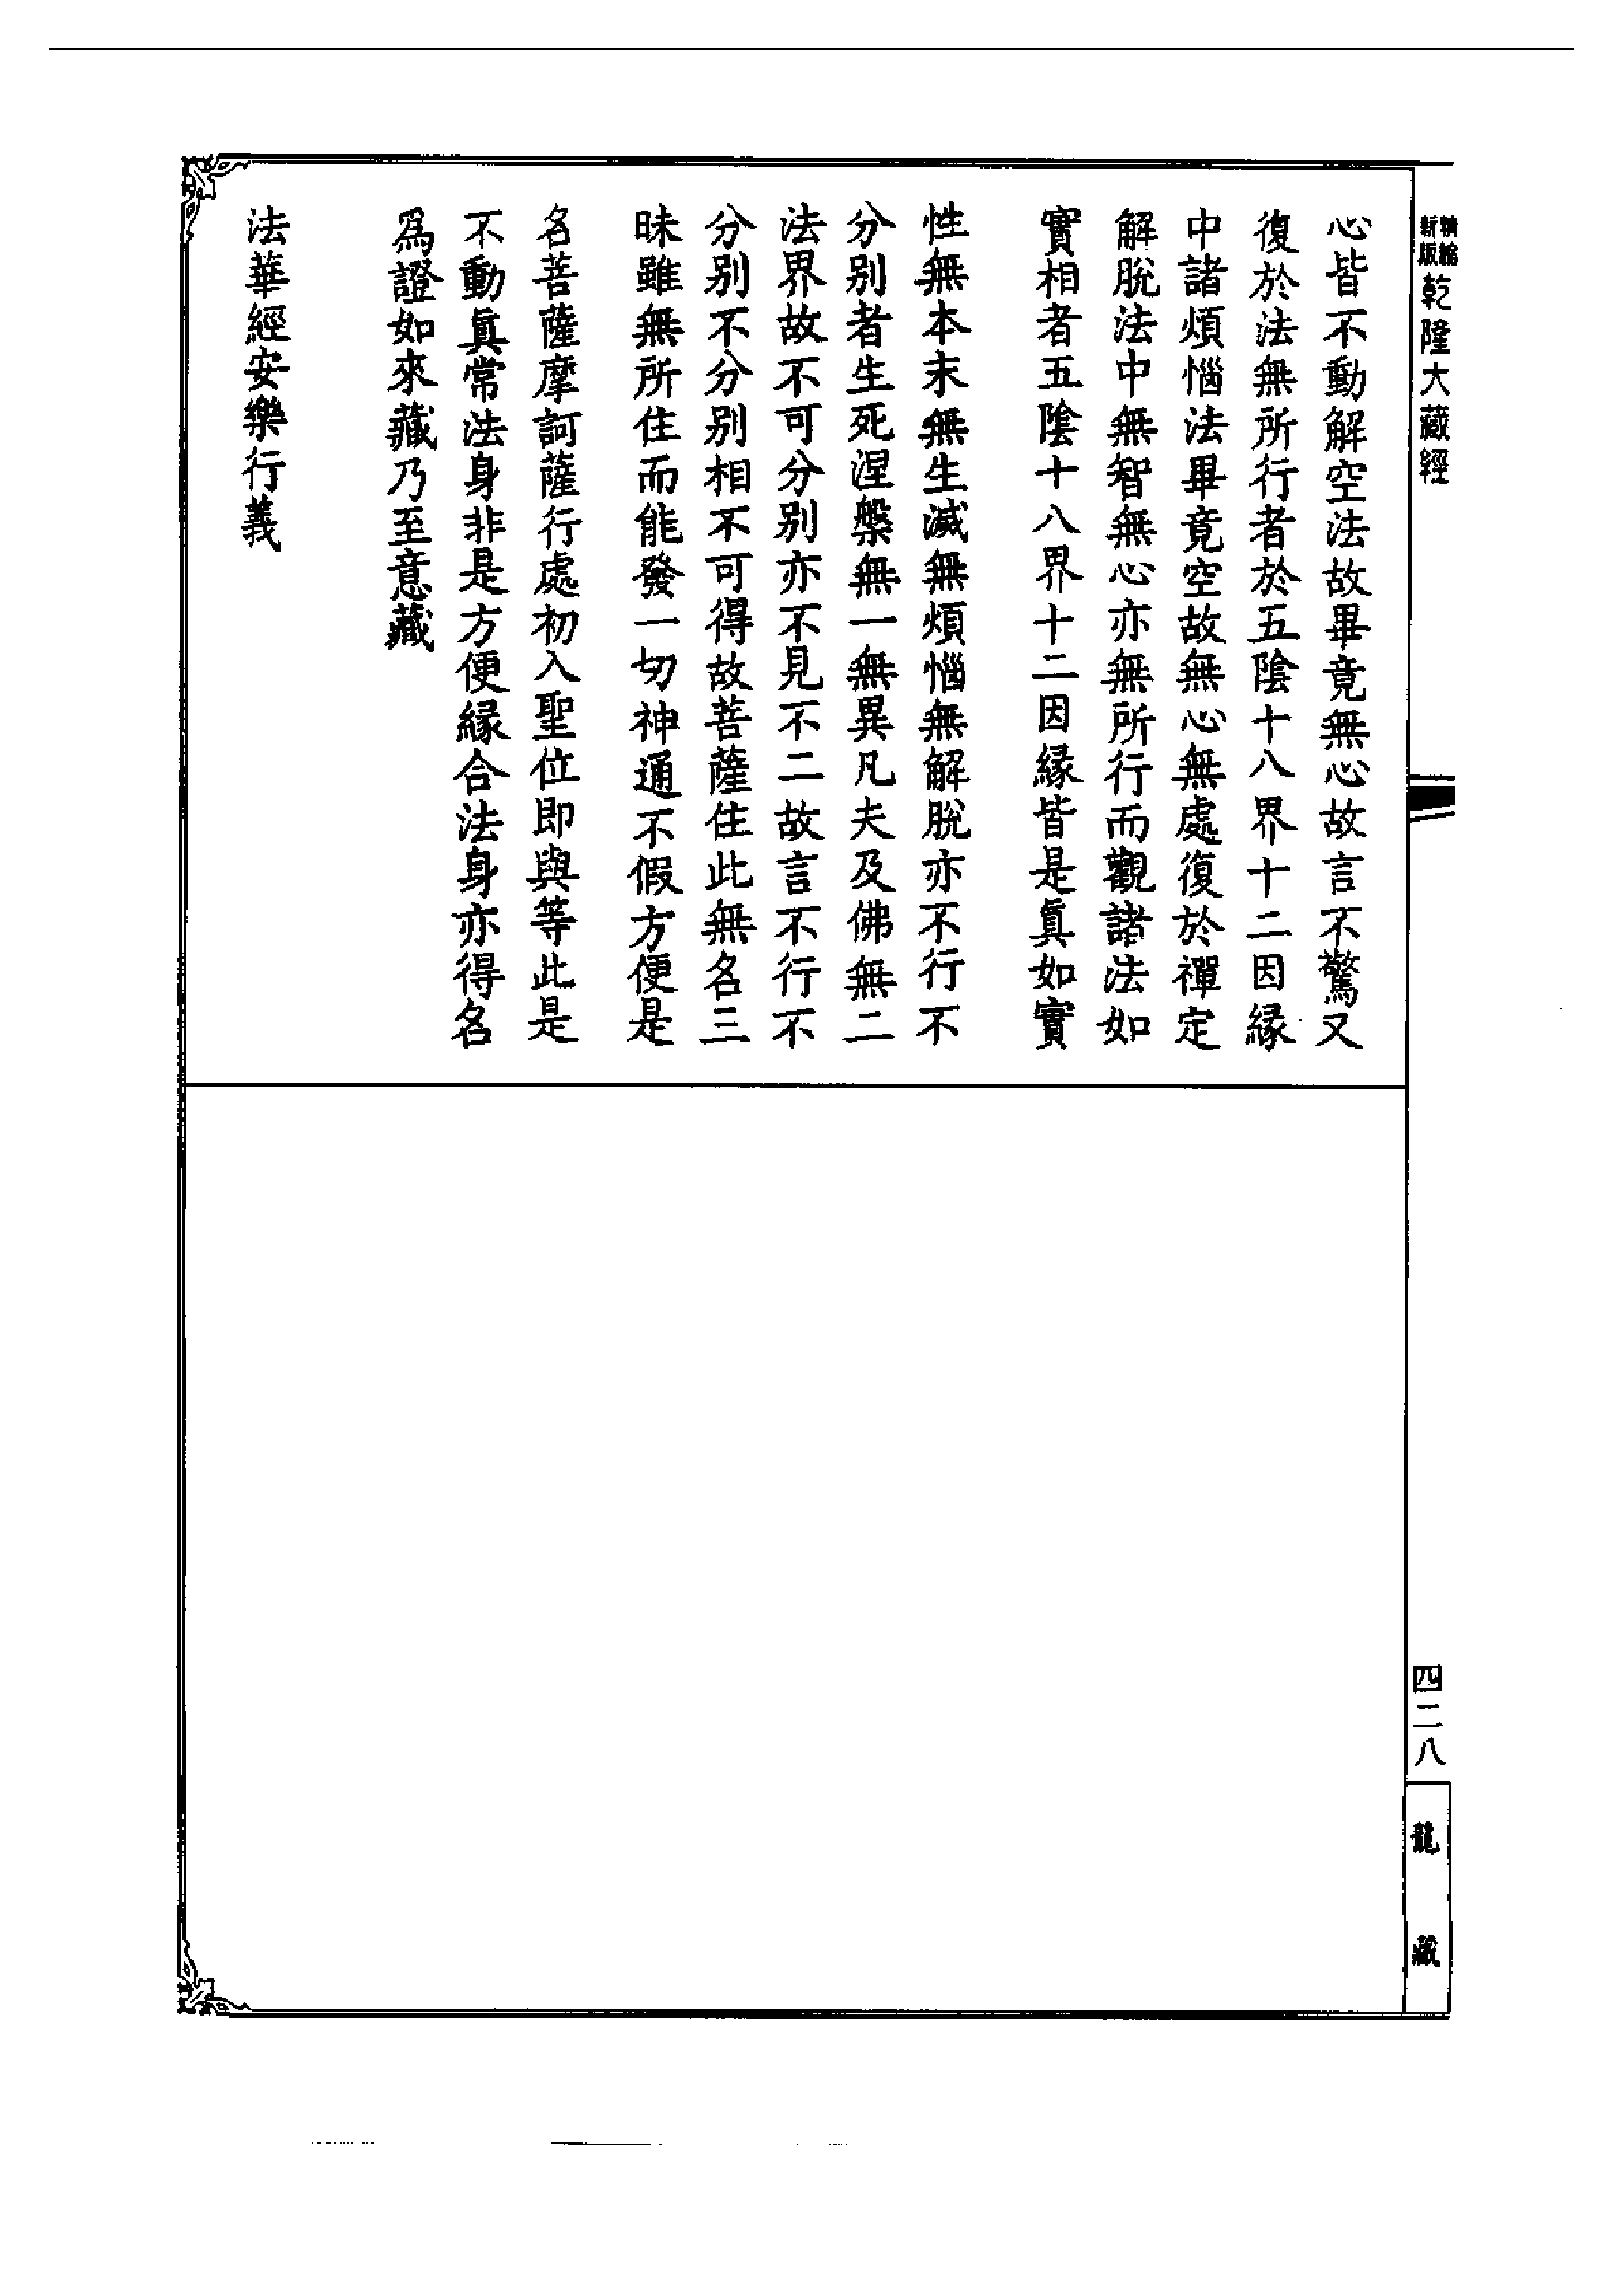 精縮新版乾隆大藏經
心皆不動解空法故畢竟無心故言不驚又
復於法無所行者於五陰十八界十二因緣
中諸煩惱法畢竟空故無心無處復於禪定
解脫法中無智無心亦無所行而觀諸法如
實相者五陰十八界十二因緣皆是眞如實
性無本末無生滅無煩惱無解脫亦不行不
分別者生死涅槃無一無異凡夫及佛無二
法界故不可分別亦不見不二故言不行不
分別不分別相不可得故菩薩住此無名三
昧雖無所住而能發一切神通不假方便是
名菩薩摩訶薩行處初入聖位即與等此是
不動眞常法身非是方便緣合法身亦得名
爲證如來藏乃至意藏
法華經安樂行義
四二八
龍藏